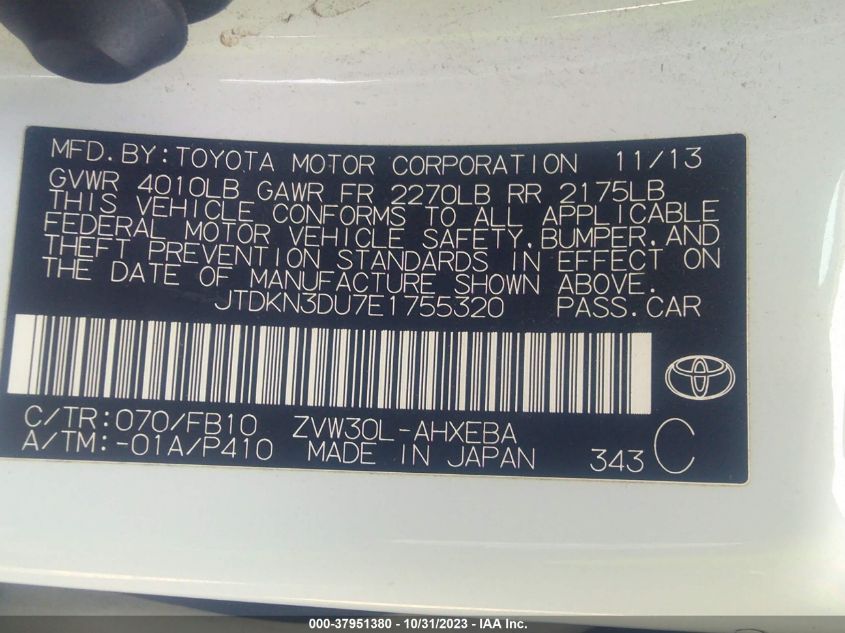 MFD.BY:TOYOTA MOTOR CORPORATION 11/13
GVWR 4010LB GAWR FR 2270LB RR 2175LB
THIS VEHICLE CONFORMS TO ALL APPLICABLE
FEDERAL MOTOR VEHICLE SAFETY,BUMPER,AND
THEFT PREVENTION STANDARDS IN EFFECT ON
THE DATE OF MANUFACTURE SHOWN ABOVE.
JTDKN3DU7E1755320 PASS.CAR
C/TR:070/FB10 ZVW30L-AHXEBA
A/TM:-01A/P410 MADE IN JAPAN 343 C
000-37951380 - 10/31/2023 - IAA Inc.